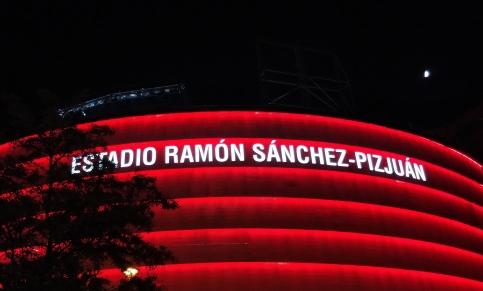 ESTADIO RAMÓN SÁNCHEZ-PIZJUÁN